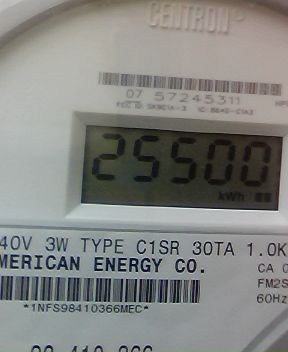 CENTRON®
07 57245311
25500
kWh
40V 3W TYPE C1SR 30TA 1.0K
MERICAN ENERGY CO.
CA 0
FM2S
60Hz
*1NFS98410366MEC*